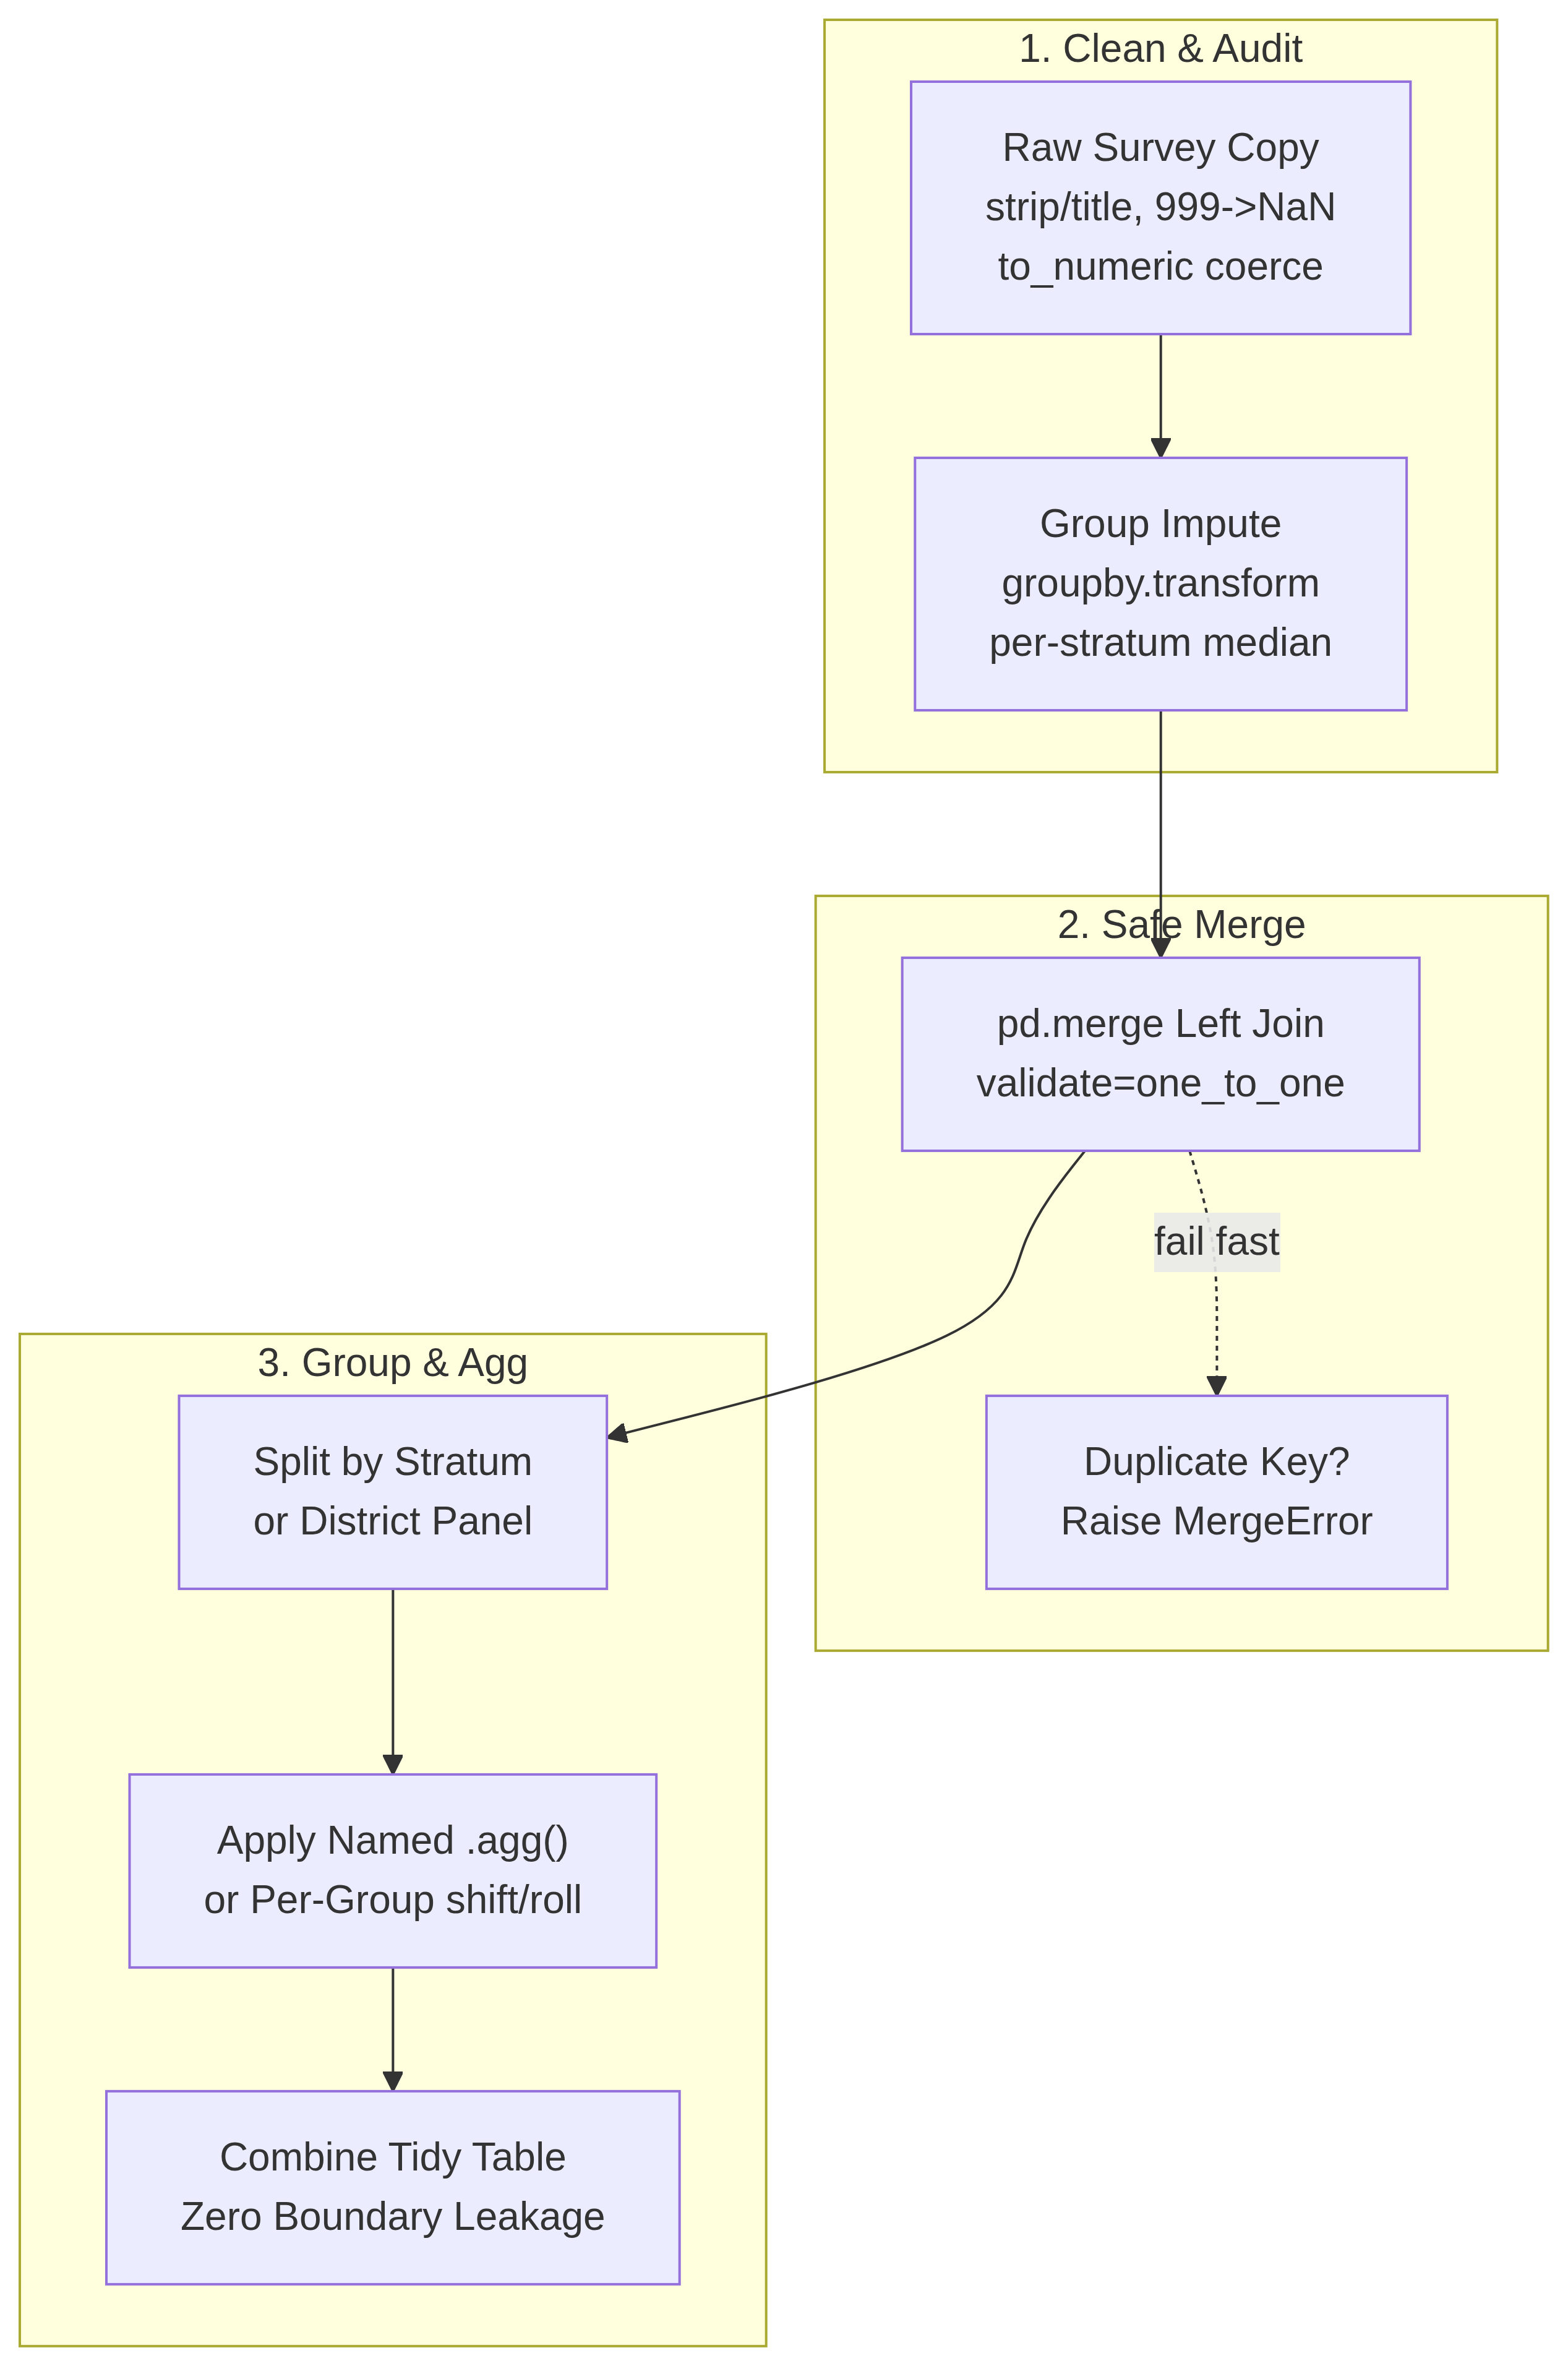 1. Clean & Audit
Raw Survey Copy
strip/title, 999->NaN
to_numeric coerce
Group Impute
groupby.transform
per-stratum median
2. Safe Merge
pd.merge Left Join
validate=one_to_one
fail fast
Duplicate Key?
Raise MergeError
3. Group & Agg
Split by Stratum
or District Panel
Apply Named .agg()
or Per-Group shift/roll
Combine Tidy Table
Zero Boundary Leakage